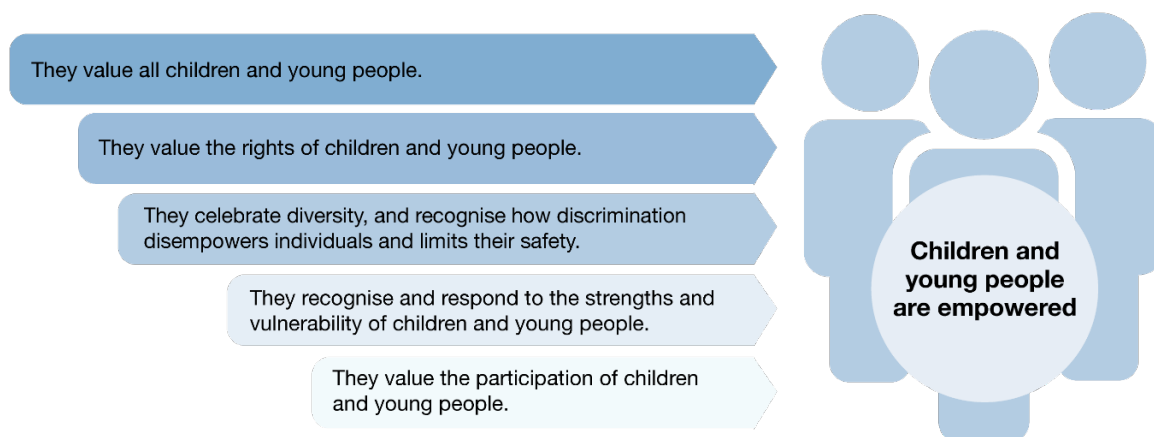 They value all children and young people.
They value the rights of children and young people.
They celebrate diversity, and recognise how discrimination
disempowers individuals and limits their safety.
They recognise and respond to the strengths and
vulnerability of children and young people.
They value the participation of children
and young people.
Children and
young people
are empowered